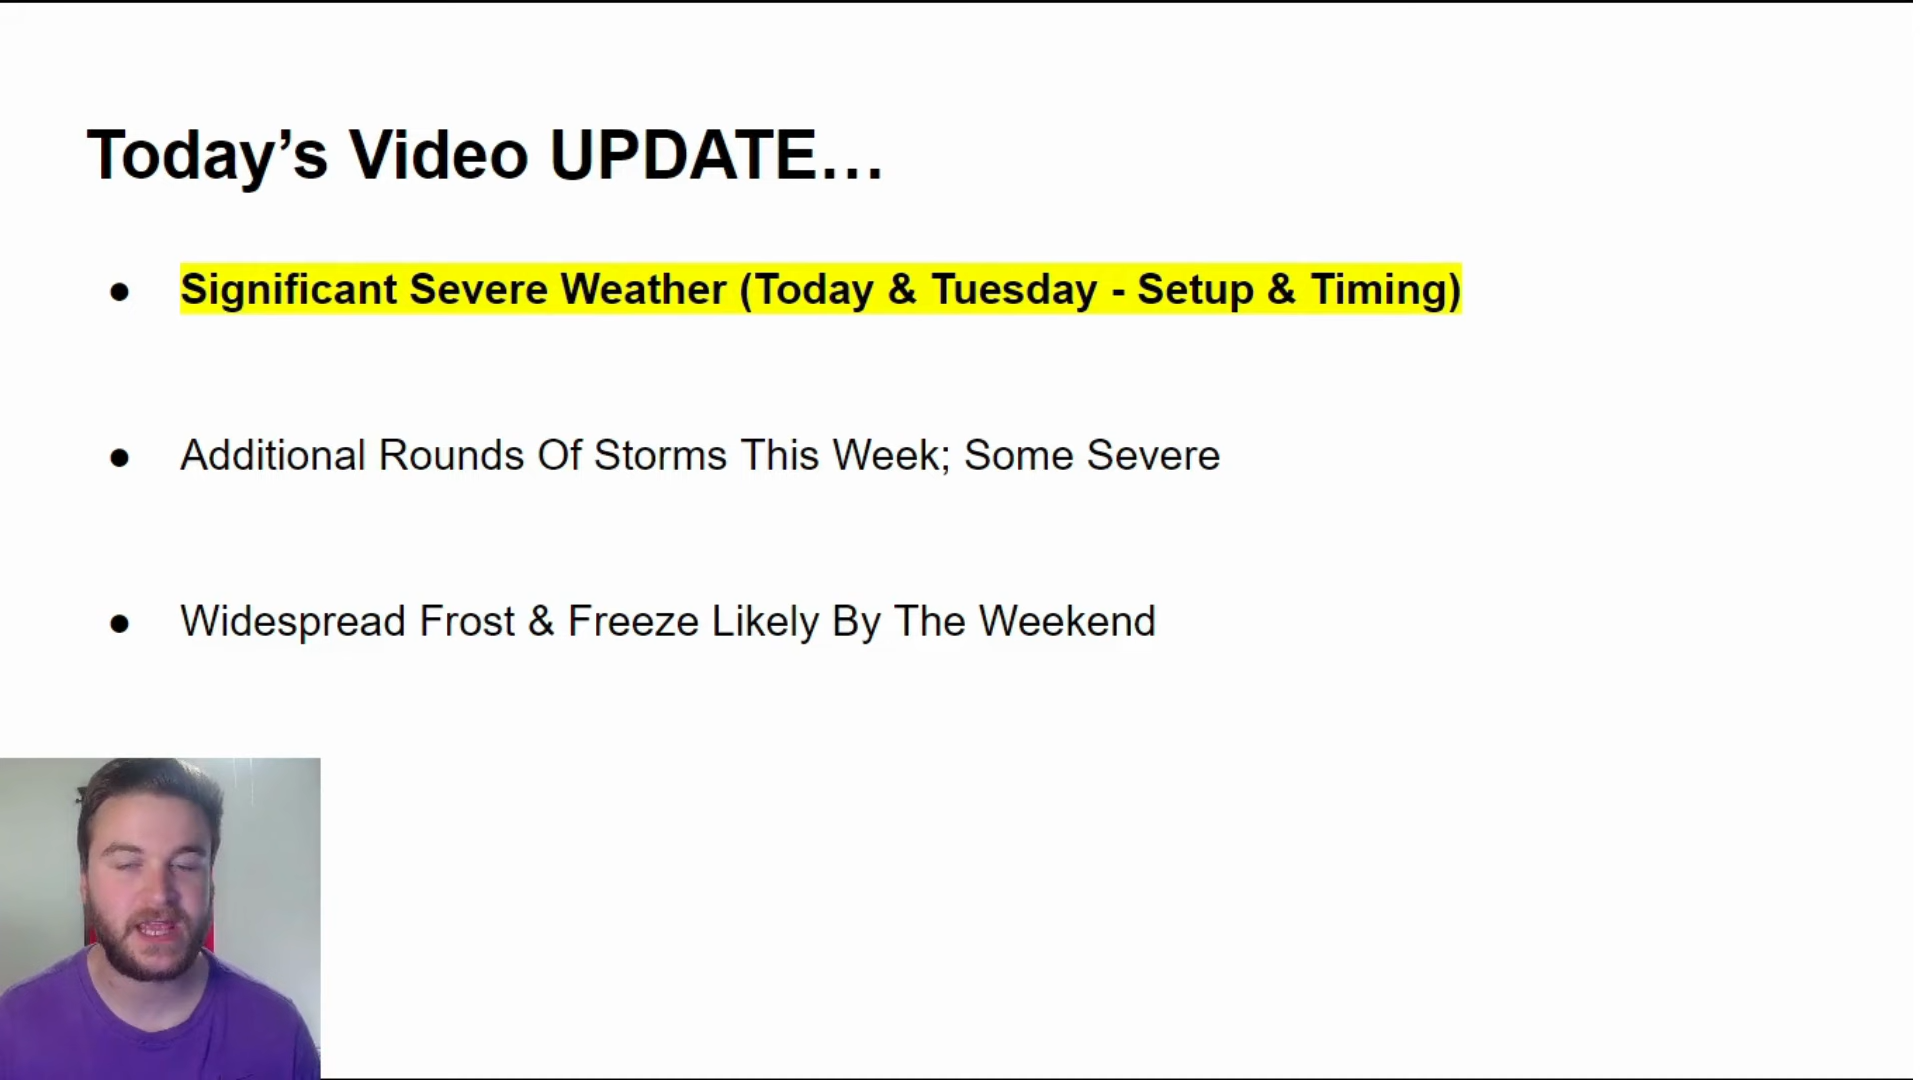 Today’s Video UPDATE…
● Significant Severe Weather (Today & Tuesday - Setup & Timing)
● Additional Rounds Of Storms This Week; Some Severe
● Widespread Frost & Freeze Likely By The Weekend